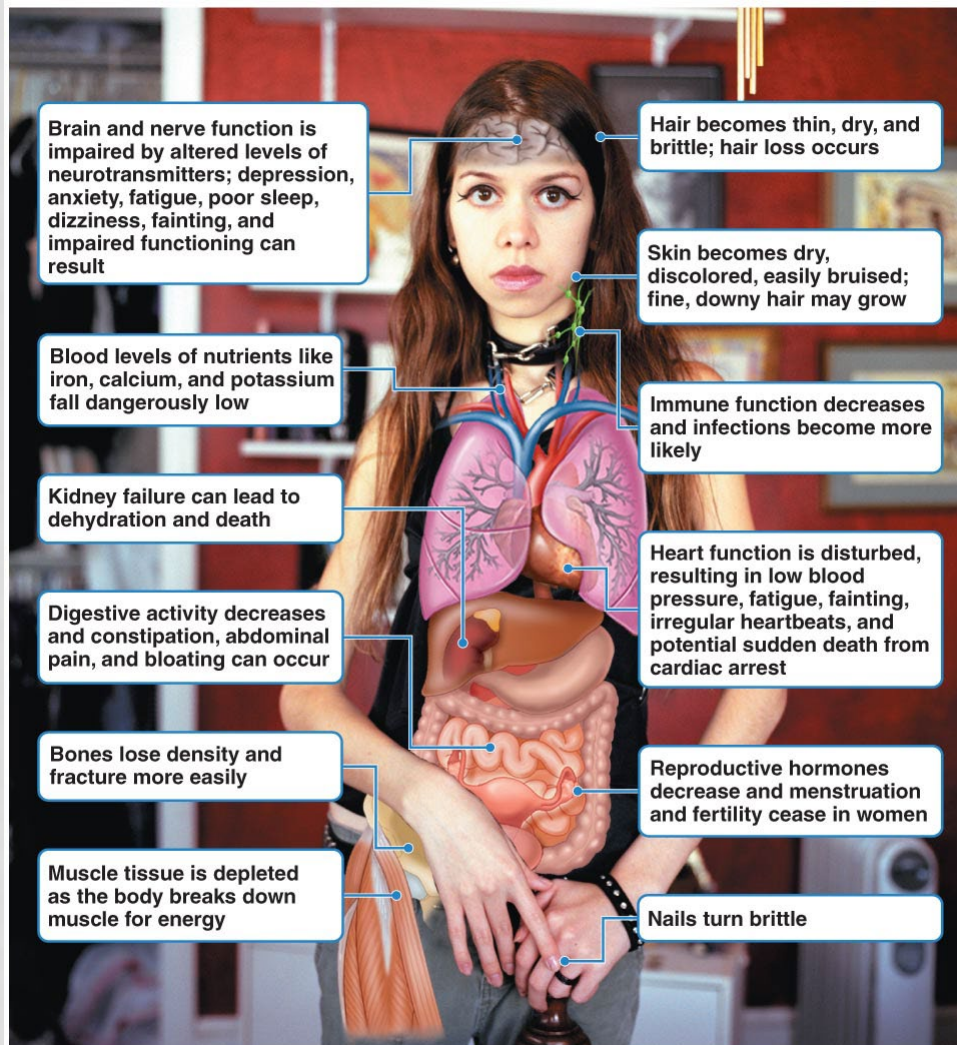 Brain and nerve function is
impaired by altered levels of
neurotransmitters; depression,
anxiety, fatigue, poor sleep,
dizziness, fainting, and
impaired functioning can
result
Hair becomes thin, dry, and
brittle; hair loss occurs
Skin becomes dry,
discolored, easily bruised;
fine, downy hair may grow
Blood levels of nutrients like
iron, calcium, and potassium
fall dangerously low
Immune function decreases
and infections become more
likely
Kidney failure can lead to
dehydration and death
Heart function is disturbed,
resulting in low blood
pressure, fatigue, fainting,
irregular heartbeats, and
potential sudden death from
cardiac arrest
Digestive activity decreases
and constipation, abdominal
pain, and bloating can occur
Bones lose density and
fracture more easily
Reproductive hormones
decrease and menstruation
and fertility cease in women
Muscle tissue is depleted
as the body breaks down
muscle for energy
Nails turn brittle